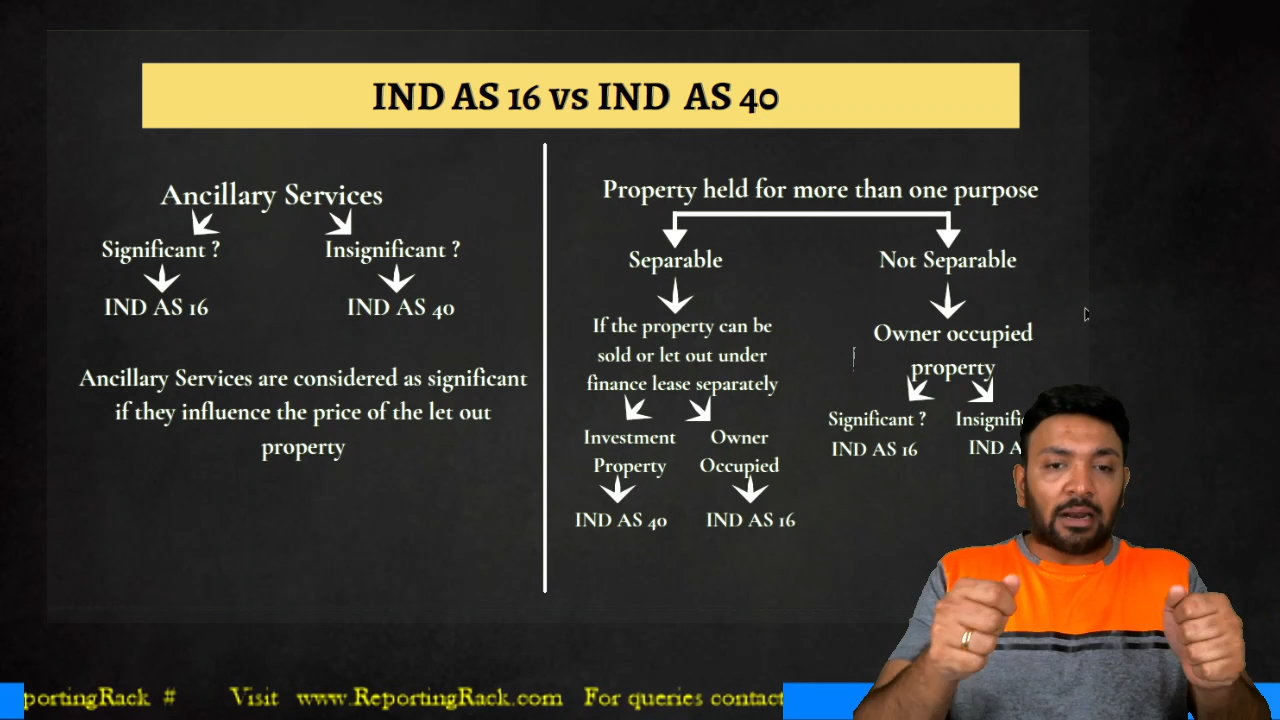 IND AS 16 vs IND AS 40
Ancillary Services
Significant ?
Insignificant ?
IND AS 16
IND AS 40
Ancillary Services are considered as significant
if they influence the price of the let out
property
Property held for more than one purpose
Separable
Not Separable
If the property can be
sold or let out under
finance lease separately
Investment
Property
Owner
Occupied
IND AS 40
IND AS 16
Owner occupied
property
Significant ?
IND AS 16
Insignifi
IND A
portingRack # Visit www.ReportingRack.com For queries contact